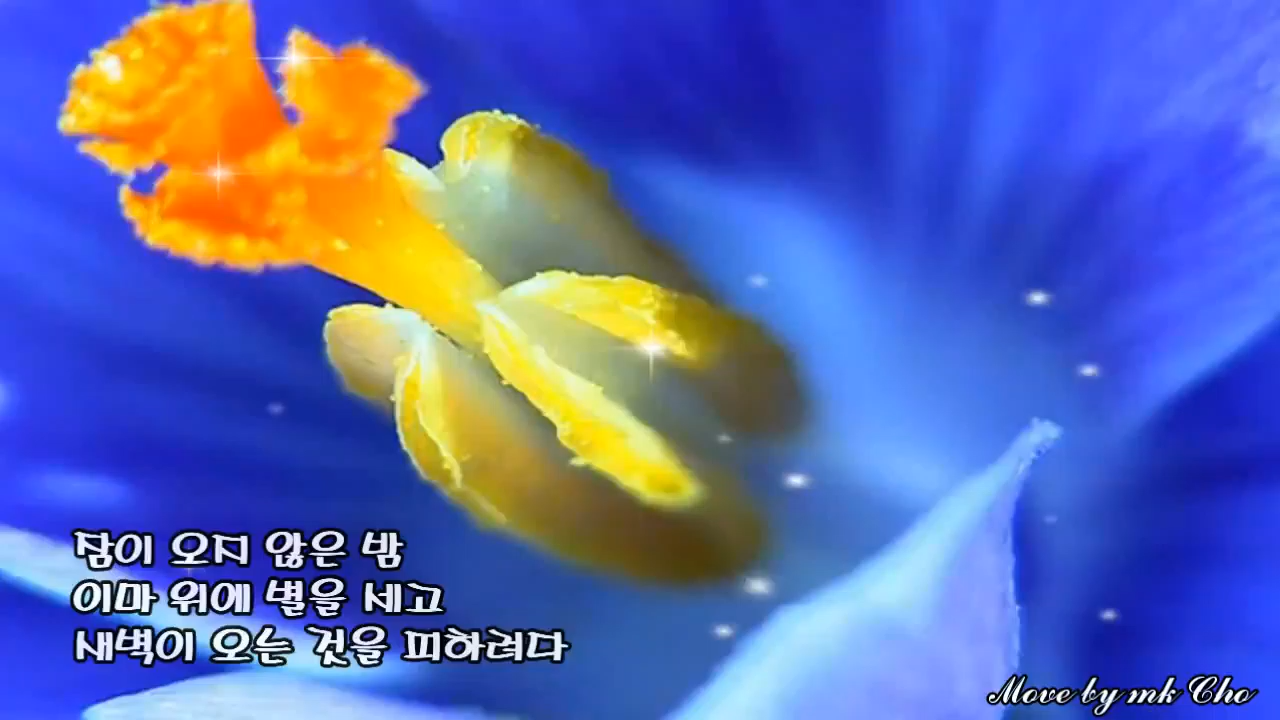 잠이 오지 않은 밤
이마 위에 별을 세고
새벽이 오는 것을 피하려다
Move by mk Cho